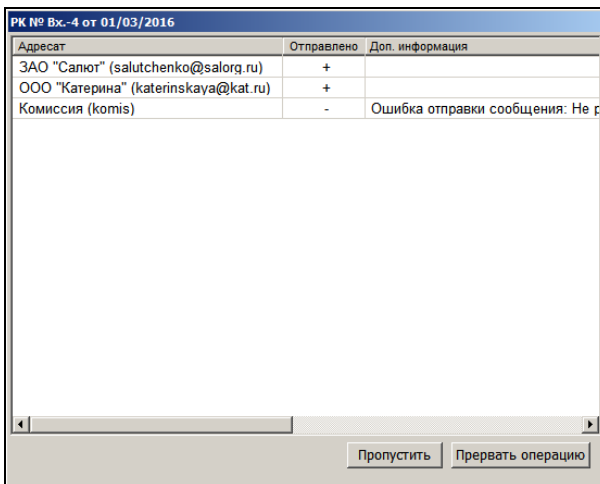 РК № Вх.-4 от 01/03/2016
Адресат Отправлено Доп. информация
ЗАО "Салют" (salutchenko@salorg.ru) +
ООО "Катерина" (katerinskaya@kat.ru) +
Комиссия (komis) - Ошибка отправки сообщения: Не р
Пропустить Прервать операцию